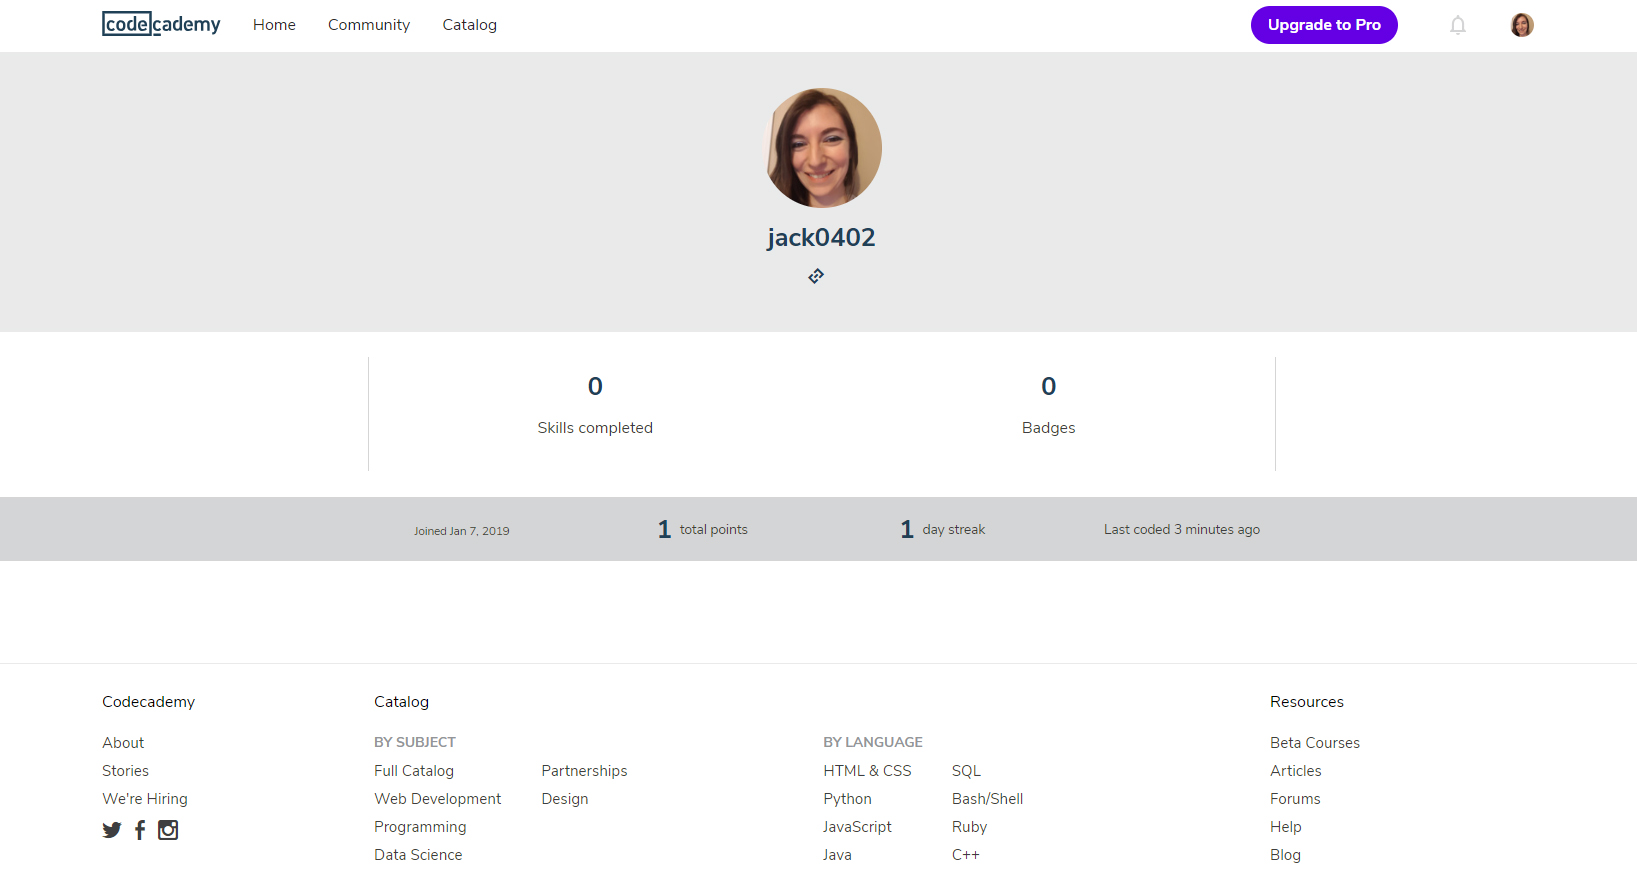 codecademy Home Community Catalog Upgrade to Pro
jack0402
0 0
Skills completed Badges
Joined Jan 7, 2019 1 total points 1 day streak Last coded 3 minutes ago
Codecademy
About
Stories
We're Hiring
Catalog
BY SUBJECT
Full Catalog Partnerships
Web Development Design
Programming
Data Science
BY LANGUAGE
HTML & CSS SQL
Python Bash/Shell
JavaScript Ruby
Java C++
Resources
Beta Courses
Articles
Forums
Help
Blog